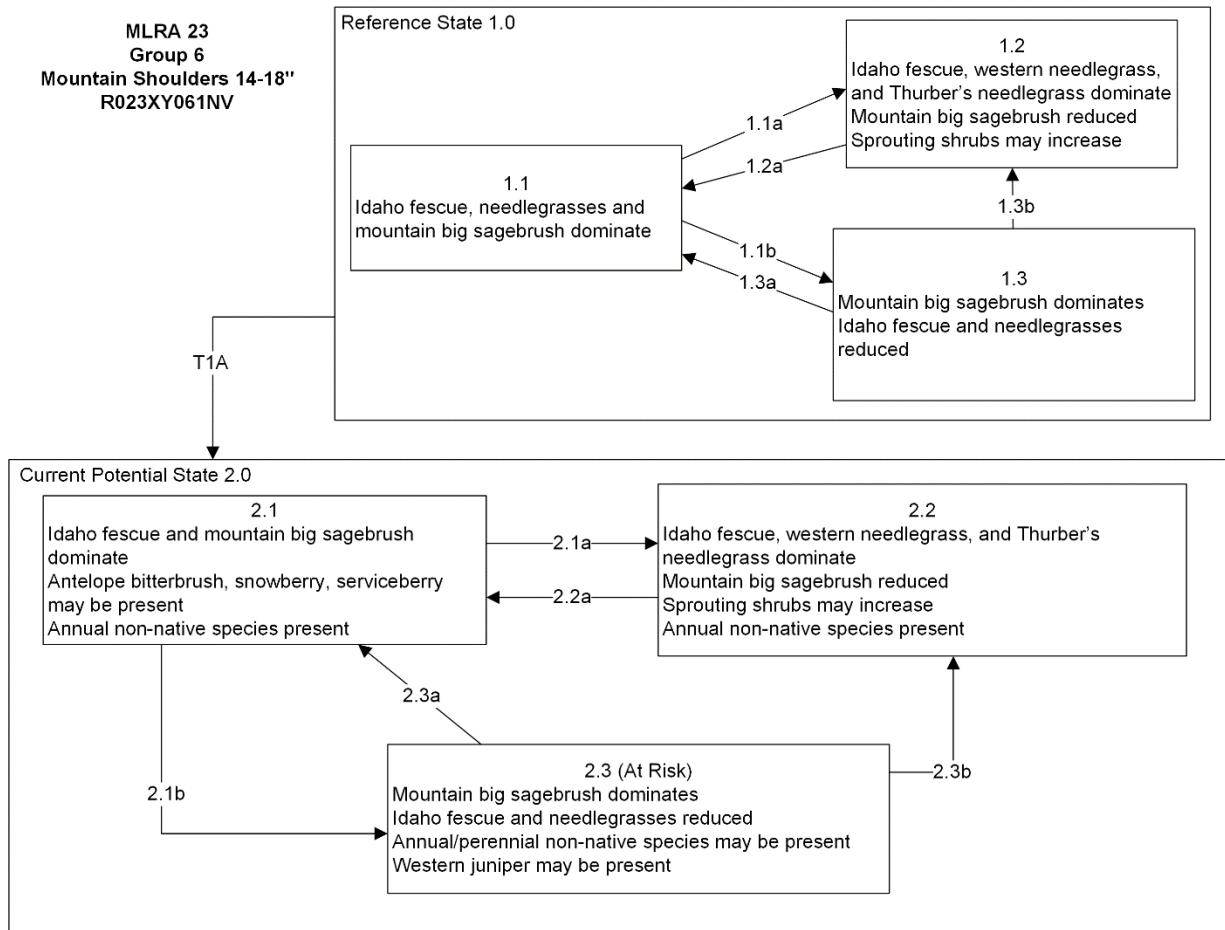 MLRA 23
Group 6
Mountain Shoulders 14-18"
R023XY061NV
Reference State 1.0
1.1
Idaho fescue, needlegrasses and
mountain big sagebrush dominate
1.1a
1.2a
1.1b
1.3a
1.2
Idaho fescue, western needlegrass,
and Thurber's needlegrass dominate
Mountain big sagebrush reduced
Sprouting shrubs may increase
1.3b
1.3
Mountain big sagebrush dominates
Idaho fescue and needlegrasses
reduced
T1A
Current Potential State 2.0
2.1
Idaho fescue and mountain big sagebrush
dominate
Antelope bitterbrush, snowberry, serviceberry
may be present
Annual non-native species present
2.1a
2.2a
2.2
Idaho fescue, western needlegrass, and Thurber's
needlegrass dominate
Mountain big sagebrush reduced
Sprouting shrubs may increase
Annual non-native species present
2.3a
2.1b
2.3b
2.3 (At Risk)
Mountain big sagebrush dominates
Idaho fescue and needlegrasses reduced
Annual/perennial non-native species may be present
Western juniper may be present